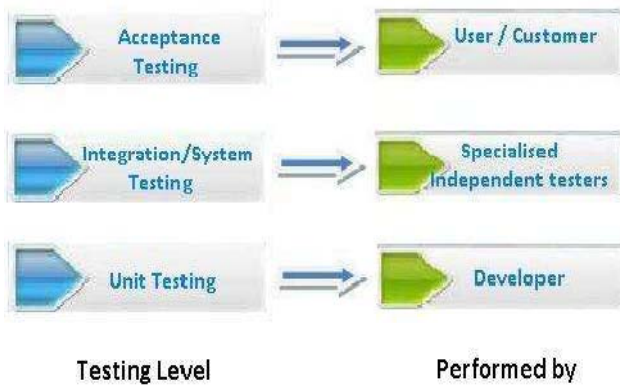 Acceptance
Testing
User / Customer
Integration/System
Testing
Specialised
Independent testers
Unit Testing
Developer
Testing Level
Performed by